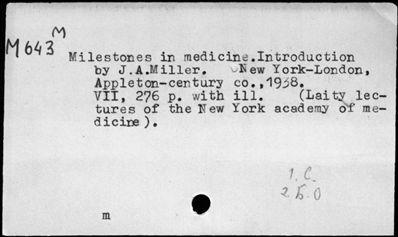 M
M 643
Milestones in medicine.Introduction
by J.A.Miller. New York-London,
Appleton-century co.,1938.
VII, 276 p. with ill. (Laity lec-
tures of the New York academy of me-
dicine).
1. C.
m